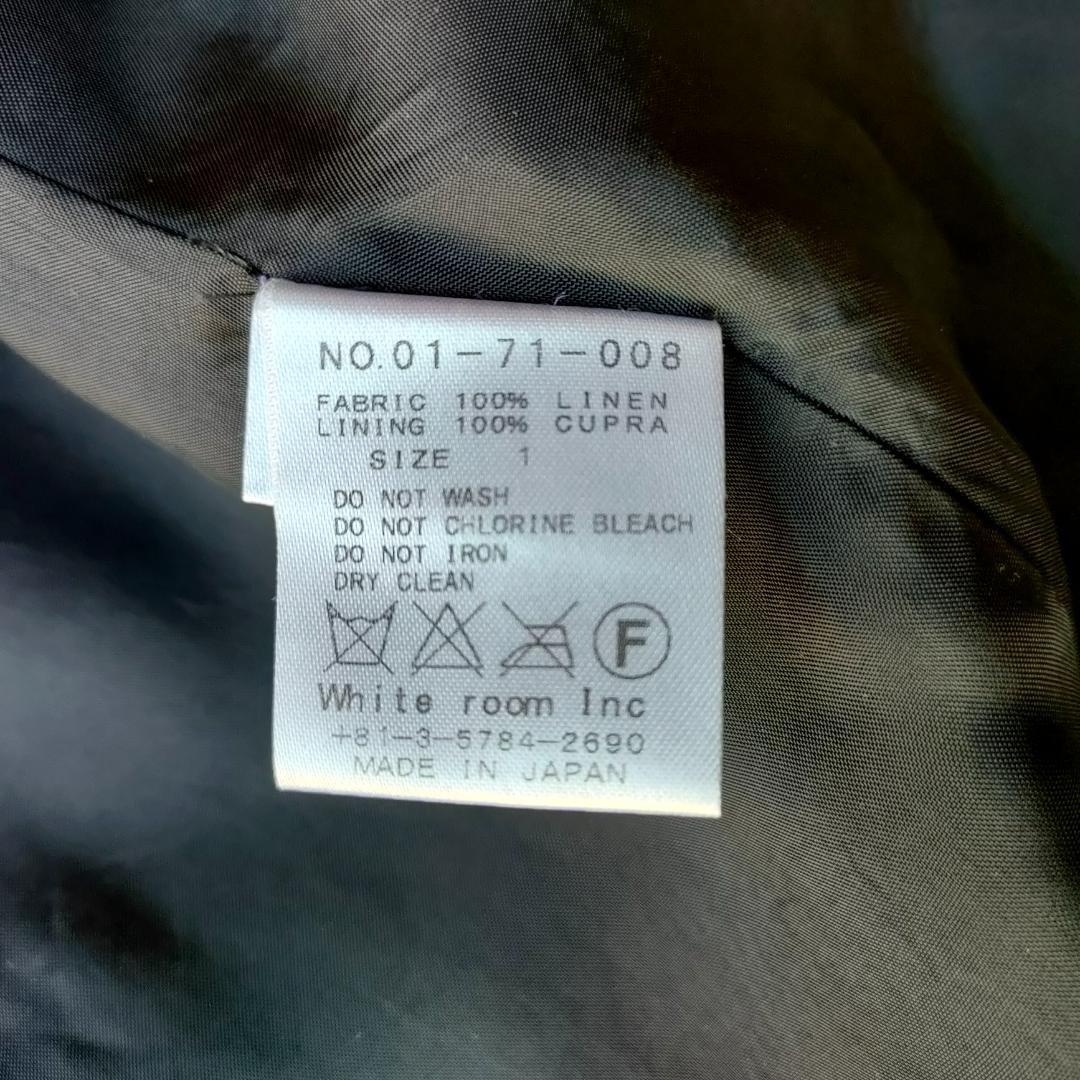 NO.01-71-008
FABRIC 100% LINEN
LINING 100% CUPRA
SIZE 1
DO NOT WASH
DO NOT CHLORINE BLEACH
DO NOT IRON
DRY CLEAN
F
White room Inc
+81-3-5784-2690
MADE IN JAPAN